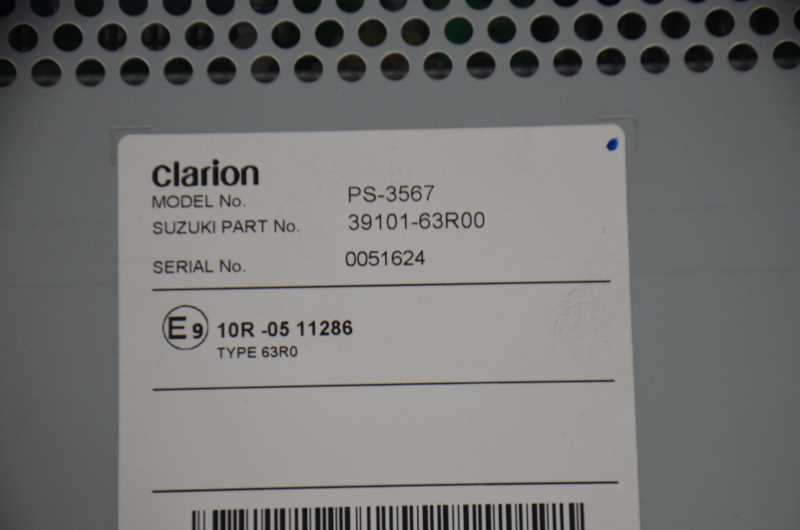 clarion
MODEL No. PS-3567
SUZUKI PART No. 39101-63R00
SERIAL No. 0051624
E9 10R -05 11286
TYPE 63R0